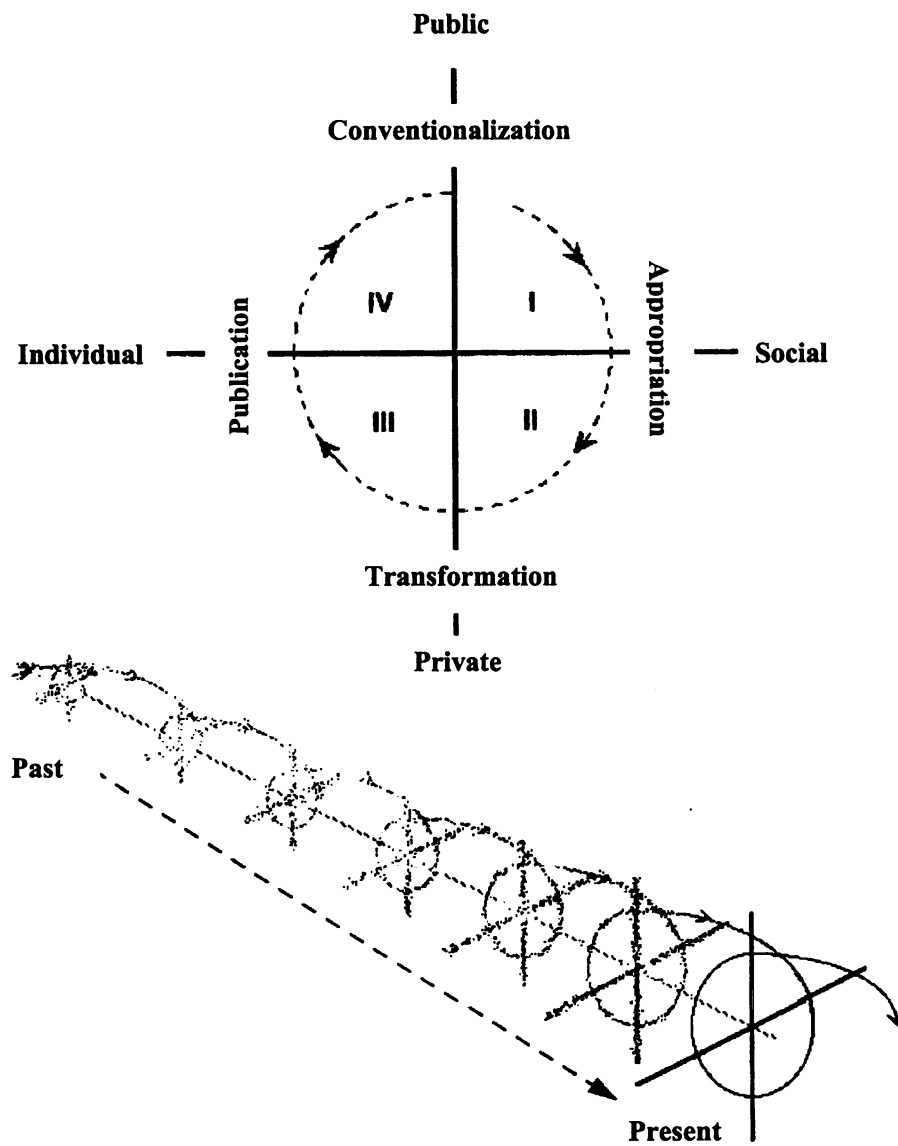 Public
Conventionalization
IV
I
Appropriation
Individual
Publication
Social
III
II
Transformation
Private
Past
Present